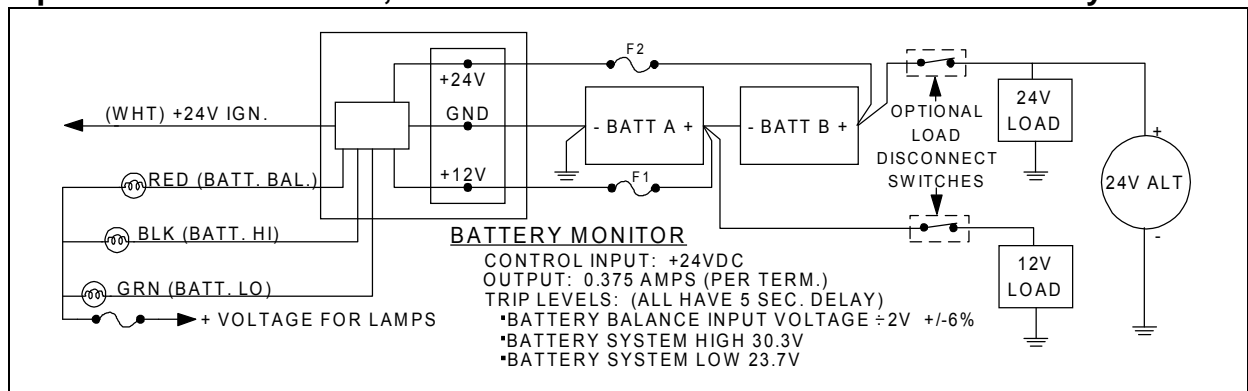 F2
+24V
(WHT) +24V IGN.
GND
- BATT A +
- BATT B +
OPTIONAL
LOAD
DISCONNECT
SWITCHES
24V
LOAD
+
24V ALT
-
RED (BATT. BAL.)
+12V
F1
BLK (BATT. HI)
GRN (BATT. LO)
+ VOLTAGE FOR LAMPS
12V
LOAD
BATTERY MONITOR
CONTROL INPUT: +24VDC
OUTPUT: 0.375 AMPS (PER TERM.)
TRIP LEVELS: (ALL HAVE 5 SEC. DELAY)
▪BATTERY BALANCE INPUT VOLTAGE ÷2V +/-6%
▪BATTERY SYSTEM HIGH 30.3V
▪BATTERY SYSTEM LOW 23.7V